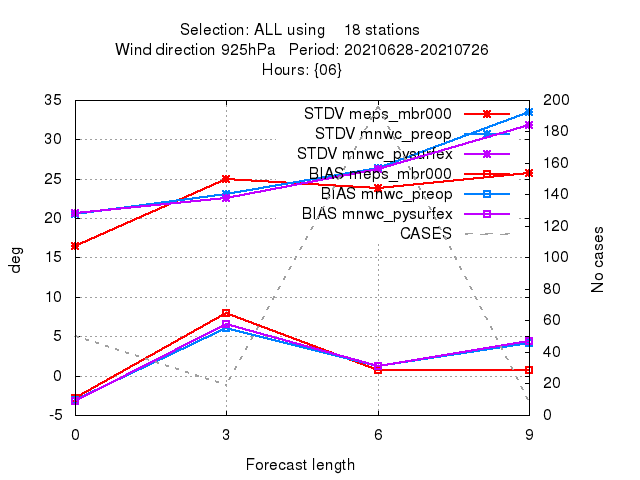 Selection: ALL using 18 stations
Wind direction 925hPa Period: 20210628-20210726
Hours: {06}
35
30
25
20
15
10
5
0
-5
200
180
160
140
120
100
80
60
40
20
0
STDV meps_mbr000
STDV mnwc_preop
STDV mnwc_pysurfex
BIAS meps_mbr000
BIAS mnwc_preop
BIAS mnwc_pysurfex
CASES
deg
No cases
0 3 6 9
Forecast length